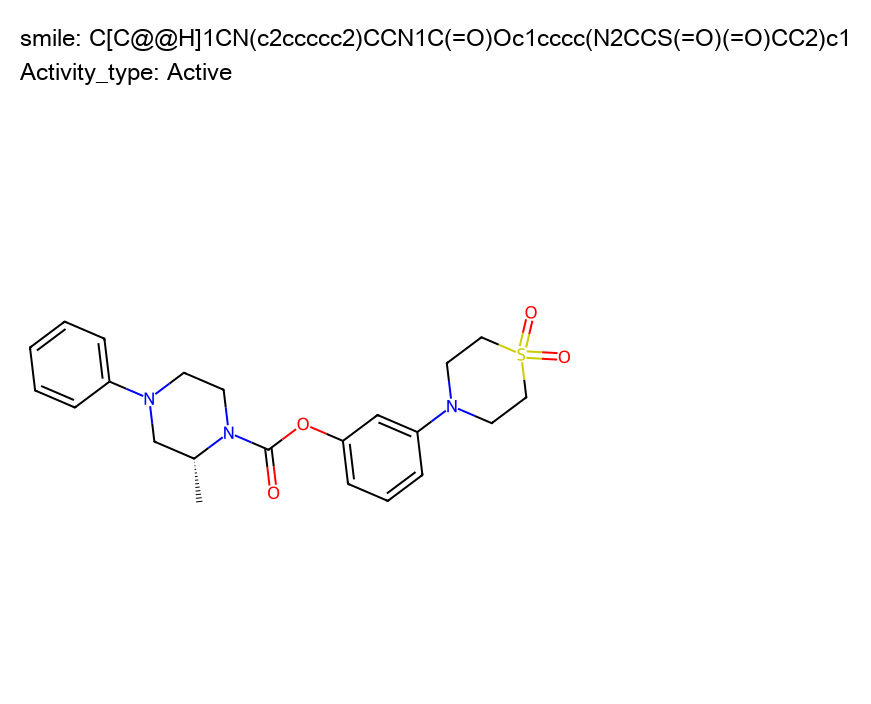 smile: C[C@@H]1CN(c2ccccc2)CCN1C(=O)Oc1cccc(N2CCS(=O)(=O)CC2)c1
Activity_type: Active
O
S
O
N
N
O
N
O